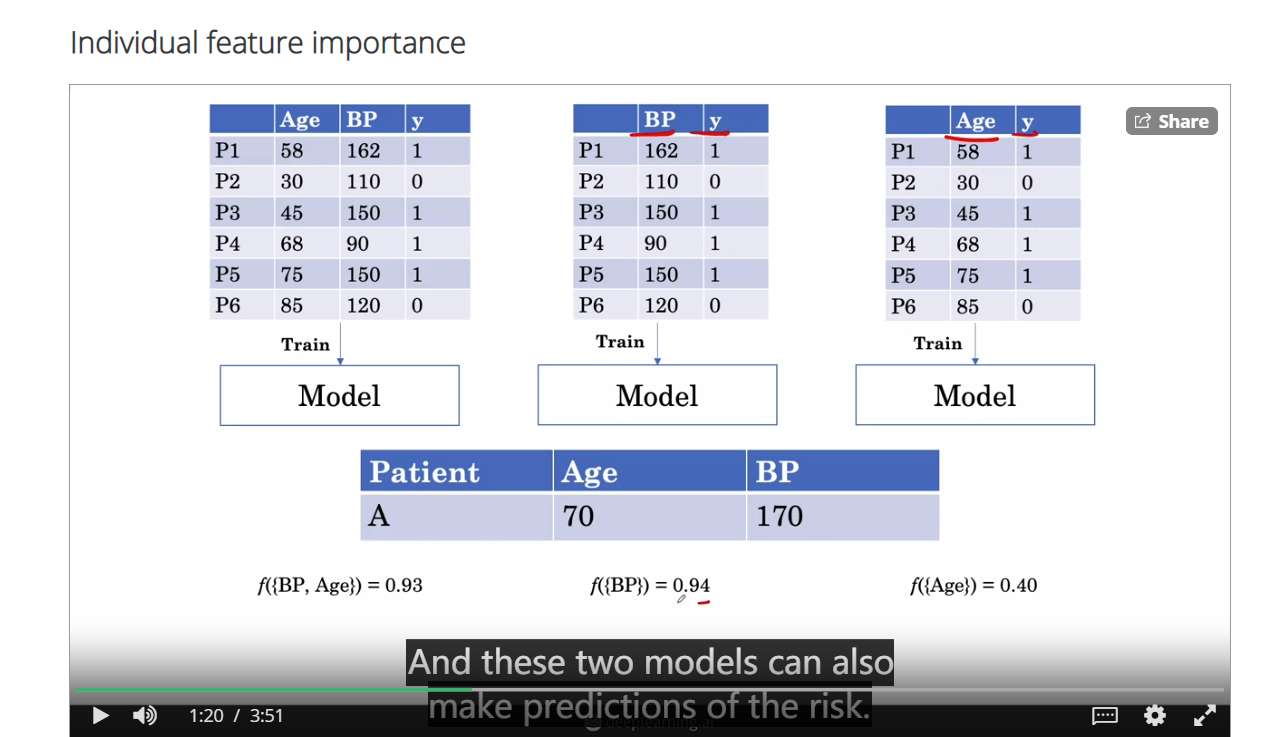 Individual feature importance
Share
Age BP y
P1 58 162 1
P2 30 110 0
P3 45 150 1
P4 68 90 1
P5 75 150 1
P6 85 120 0
Train
Model
BP y
P1 162 1
P2 110 0
P3 150 1
P4 90 1
P5 150 1
P6 120 0
Train
Model
Age y
P1 58 1
P2 30 0
P3 45 1
P4 68 1
P5 75 1
P6 85 0
Train
Model
Patient Age BP
A 70 170
f({BP, Age}) = 0.93
f({BP}) = 0.94
f({Age}) = 0.40
And these two models can also
make predictions of the risk.
deeplearning.ai
1:20 / 3:51